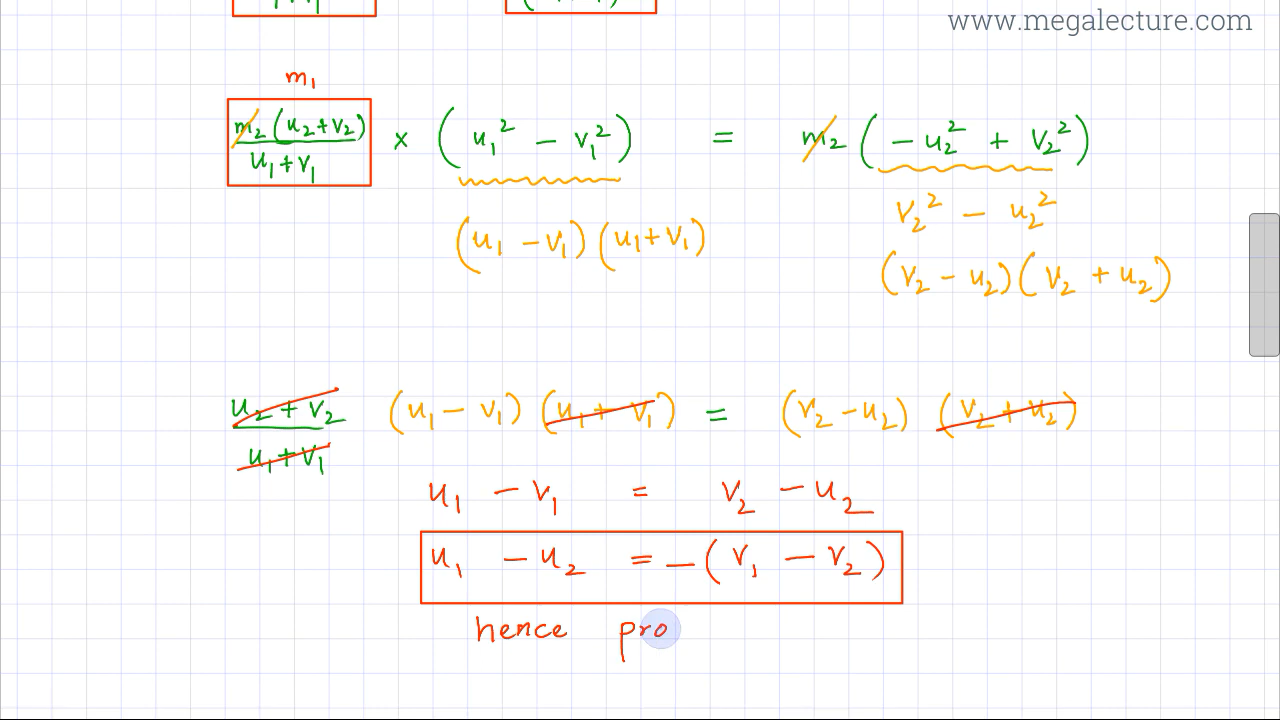 www.megalecture.com
m₁
m₂(u₂+v₂)/(u₁+v₁) × (u₁² − v₁²) = m₂(−u₂² + v₂²)
v₂² − u₂²
(u₁ − v₁)(u₁+v₁)
(v₂ − u₂)(v₂ + u₂)
(u₂ + v₂)/(u₁+v₁) (u₁ − v₁)(u₁ + v₁) = (v₂ − u₂)(v₂ + u₂)
u₁ − v₁ = v₂ − u₂
u₁ − u₂ = −(v₁ − v₂)
hence pro